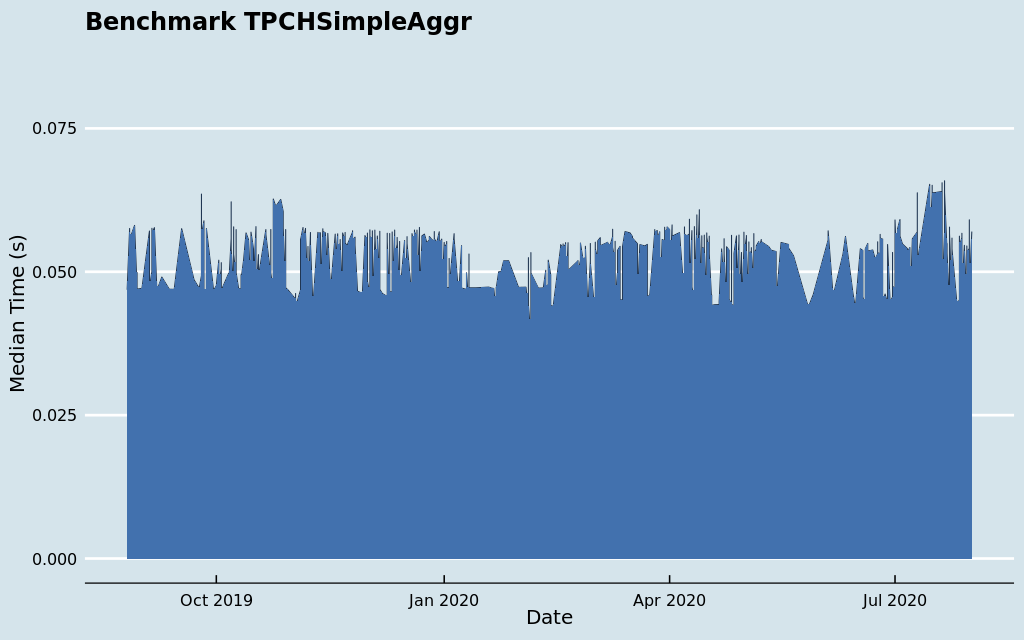 Benchmark TPCHSimpleAggr
Median Time (s)
0.075
0.050
0.025
0.000
Oct 2019
Jan 2020
Apr 2020
Jul 2020
Date